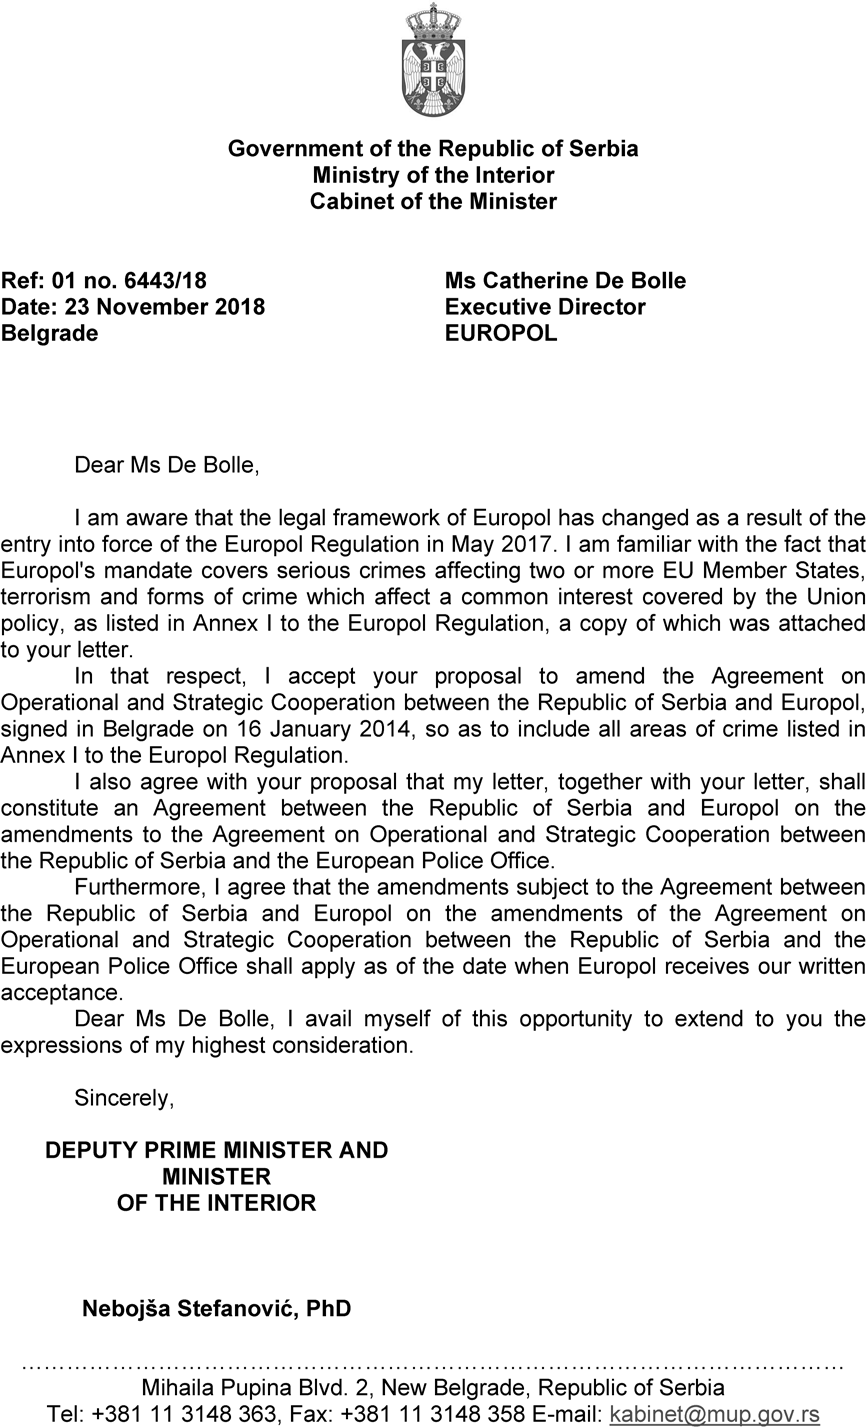 Government of the Republic of Serbia
Ministry of the Interior
Cabinet of the Minister
Ref: 01 no. 6443/18
Date: 23 November 2018
Belgrade
Ms Catherine De Bolle
Executive Director
EUROPOL
Dear Ms De Bolle,
I am aware that the legal framework of Europol has changed as a result of the
entry into force of the Europol Regulation in May 2017. I am familiar with the fact that
Europol's mandate covers serious crimes affecting two or more EU Member States,
terrorism and forms of crime which affect a common interest covered by the Union
policy, as listed in Annex I to the Europol Regulation, a copy of which was attached
to your letter.
In that respect, I accept your proposal to amend the Agreement on
Operational and Strategic Cooperation between the Republic of Serbia and Europol,
signed in Belgrade on 16 January 2014, so as to include all areas of crime listed in
Annex I to the Europol Regulation.
I also agree with your proposal that my letter, together with your letter, shall
constitute an Agreement between the Republic of Serbia and Europol on the
amendments to the Agreement on Operational and Strategic Cooperation between
the Republic of Serbia and the European Police Office.
Furthermore, I agree that the amendments subject to the Agreement between
the Republic of Serbia and Europol on the amendments of the Agreement on
Operational and Strategic Cooperation between the Republic of Serbia and the
European Police Office shall apply as of the date when Europol receives our written
acceptance.
Dear Ms De Bolle, I avail myself of this opportunity to extend to you the
expressions of my highest consideration.
Sincerely,
DEPUTY PRIME MINISTER AND
MINISTER
OF THE INTERIOR
Nebojša Stefanović, PhD
………………………………………………………………………………………………
Mihaila Pupina Blvd. 2, New Belgrade, Republic of Serbia
Tel: +381 11 3148 363, Fax: +381 11 3148 358 E-mail: kabinet@mup.gov.rs